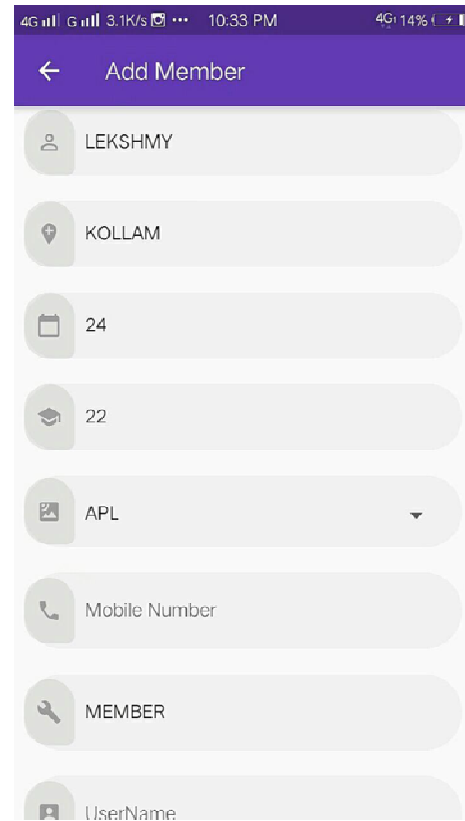 4G G 3.1K/s ••• 10:33 PM 4G 14%
Add Member
LEKSHMY
KOLLAM
24
22
APL
Mobile Number
MEMBER
UserName